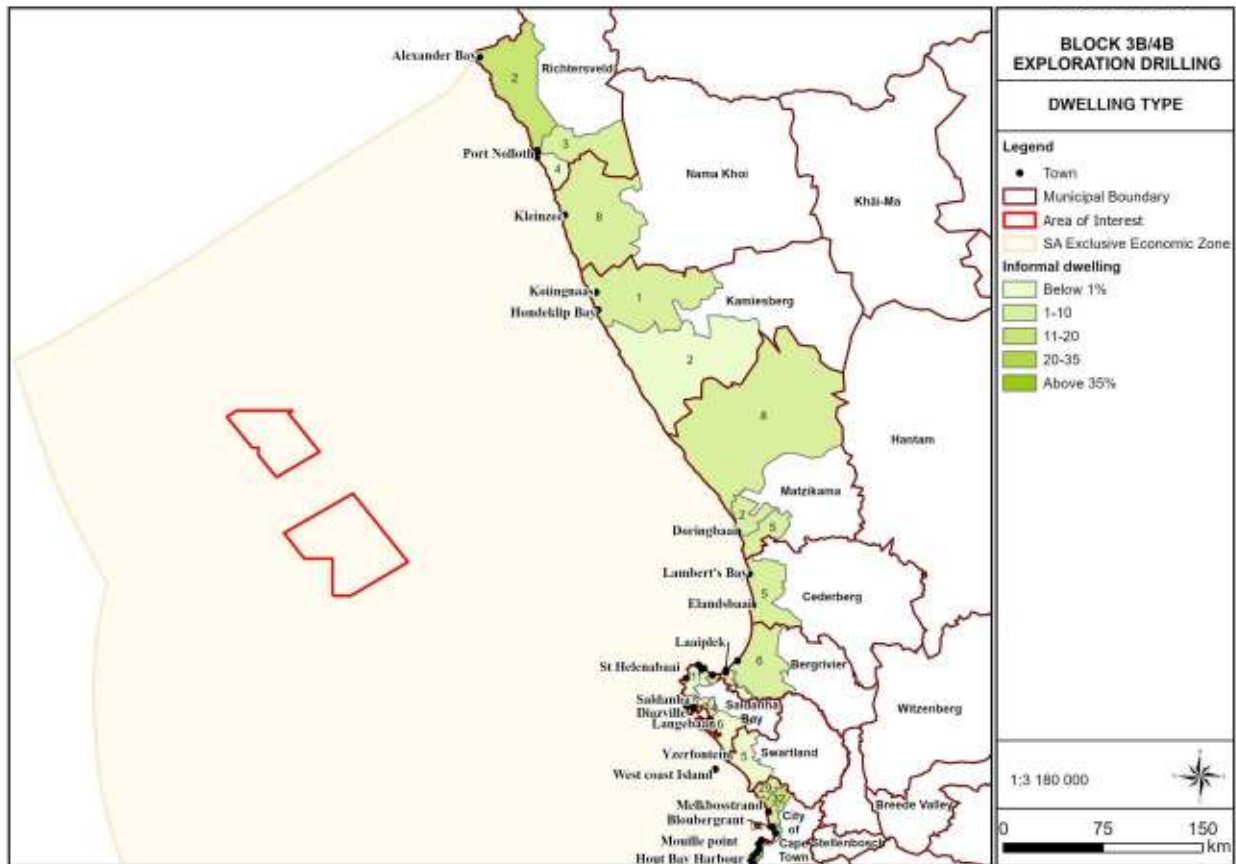 BLOCK 3B/4B
EXPLORATION DRILLING
DWELLING TYPE
Legend
Town
Municipal Boundary
Area of Interest
SA Exclusive Economic Zone
Informal dwelling
Below 1%
1-10
11-20
20-35
Above 35%
1:3 180 000
0 75 150
km
Alexander Bay
2
Richtersveld
Port Nolloth
3
4
Nama Khoi
Khâi-Ma
Kleinzee
8
Koiingnaas
1
Kamiesberg
Hondeklip Bay
2
8
Hantam
Matzikama
2
5
Doringbaai
Lambert's Bay
5
Cederberg
Elandsbaai
Laaiplek
6
Bergrivier
St Helenabaai
Witzenberg
Saldanha
Saldanha
Bay
Diazville
Langebaan
6
Swartland
Yzerfontein
5
West coast Island
29
Melkbosstrand
Breede Valley
Bloubergrant
City
of
Cape
Town
Stellenbosch
Mouille point
Hout Bay Harbour